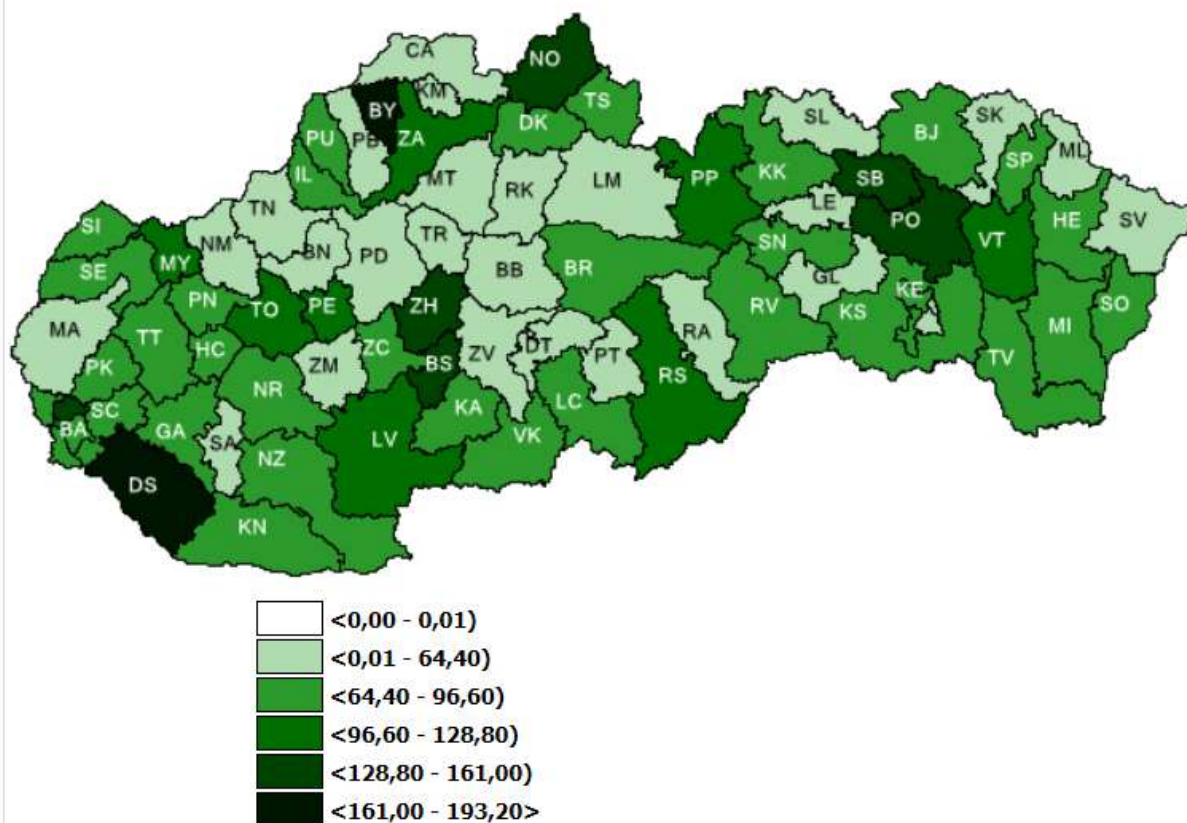 CA
NO
KM
BY
TS
PU
PB
ZA
DK
SL
BJ
SK
ML
SP
IL
MT
RK
LM
PP
KK
SB
LE
PO
HE
SV
TN
SI
NM
BN
PD
TR
BB
BR
SN
VT
SE
MY
GL
PN
TO
PE
ZH
KE
SO
MA
TT
HC
ZM
ZC
BS
ZV
DT
PT
RA
RV
KS
TV
MI
PK
NR
RS
SC
BA
GA
SA
LV
KA
LC
VK
NZ
DS
KN
<0,00 - 0,01)
<0,01 - 64,40)
<64,40 - 96,60)
<96,60 - 128,80)
<128,80 - 161,00)
<161,00 - 193,20>